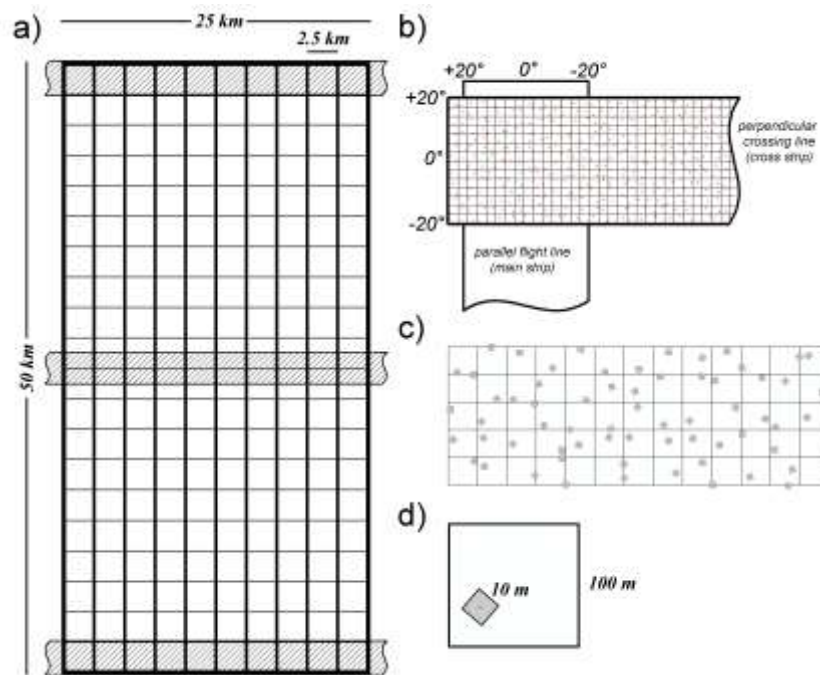 a)
25 km
2.5 km
50 km
b)
+20° 0° -20°
+20°
0°
-20°
perpendicular
crossing line
(cross strip)
parallel flight line
(main strip)
c)
d)
10 m
100 m